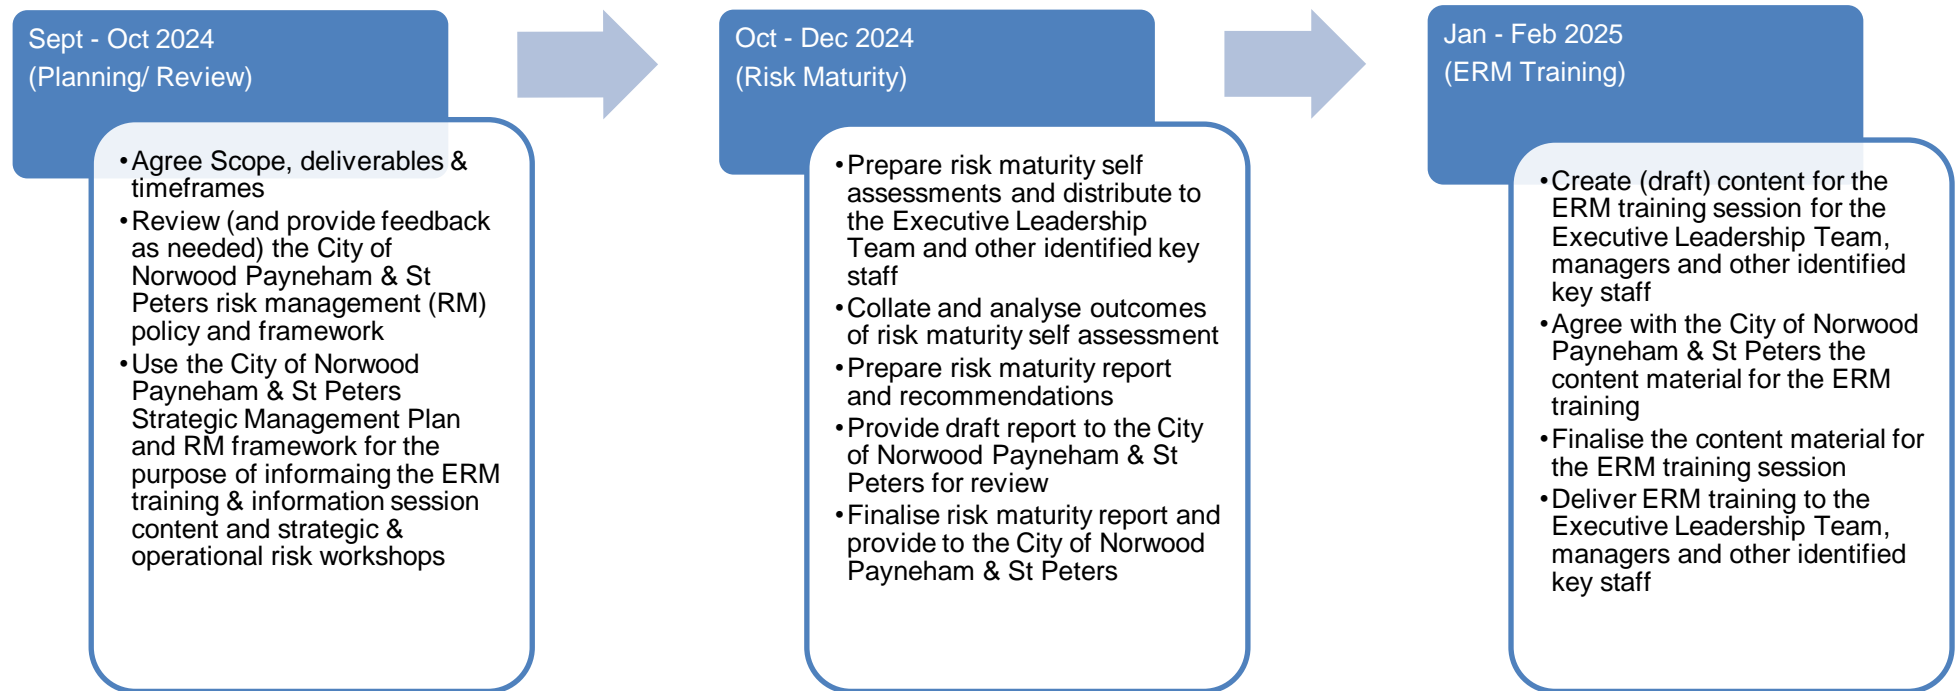 Sept - Oct 2024
(Planning/ Review)
•Agree Scope, deliverables &
timeframes
•Review (and provide feedback
as needed) the City of
Norwood Payneham & St
Peters risk management (RM)
policy and framework
•Use the City of Norwood
Payneham & St Peters
Strategic Management Plan
and RM framework for the
purpose of informaing the ERM
training & information session
content and strategic &
operational risk workshops
Oct - Dec 2024
(Risk Maturity)
•Prepare risk maturity self
assessments and distribute to
the Executive Leadership
Team and other identified key
staff
•Collate and analyse outcomes
of risk maturity self assessment
•Prepare risk maturity report
and recommendations
•Provide draft report to the City
of Norwood Payneham & St
Peters for review
•Finalise risk maturity report and
provide to the City of Norwood
Payneham & St Peters
Jan - Feb 2025
(ERM Training)
•Create (draft) content for the
ERM training session for the
Executive Leadership Team,
managers and other identified
key staff
•Agree with the City of Norwood
Payneham & St Peters the
content material for the ERM
training
•Finalise the content material for
the ERM training session
•Deliver ERM training to the
Executive Leadership Team,
managers and other identified
key staff